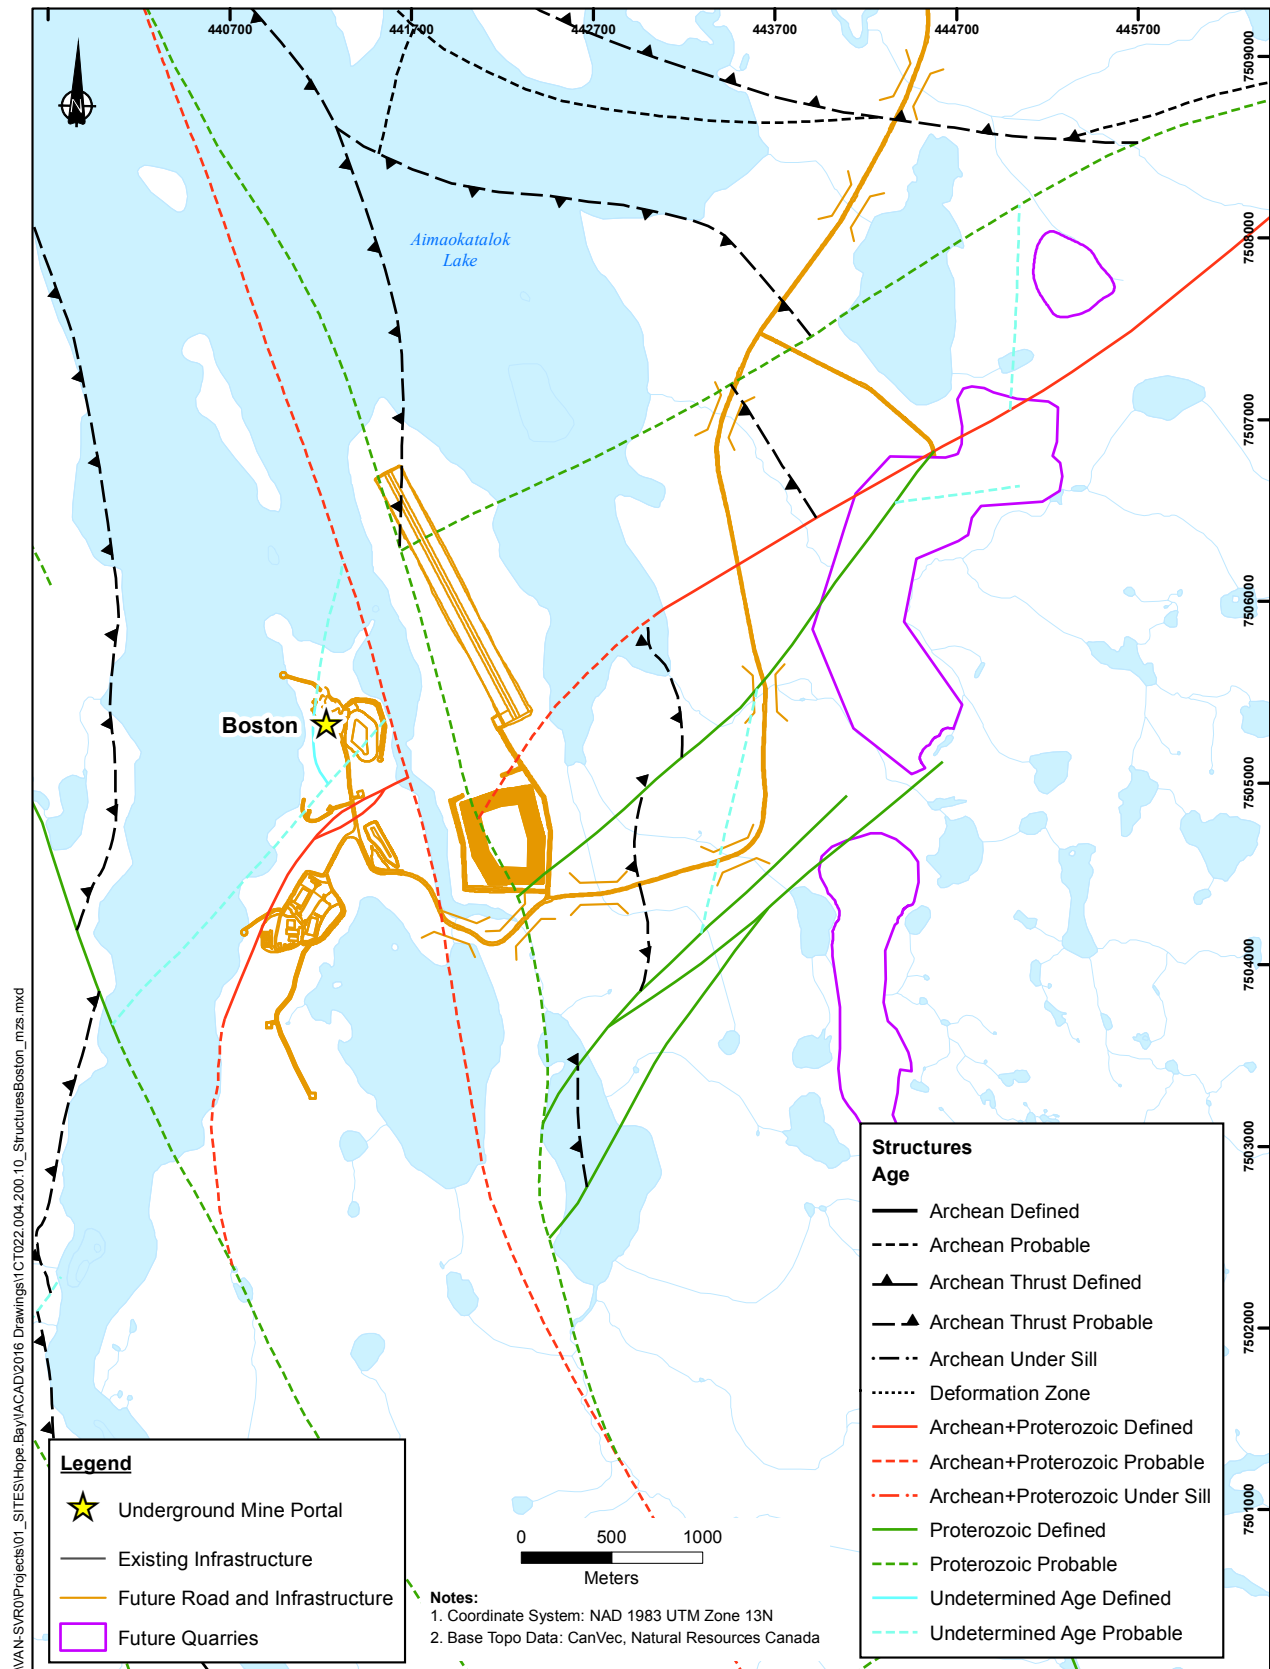 440700
441700
442700
443700
444700
445700
7509000
7508000
7507000
7506000
7505000
7504000
7503000
7502000
7501000
N
Aimaokatalok
Lake
Boston
Structures
Age
Archean Defined
Archean Probable
Archean Thrust Defined
Archean Thrust Probable
Archean Under Sill
Deformation Zone
Archean+Proterozoic Defined
Archean+Proterozoic Probable
Archean+Proterozoic Under Sill
Proterozoic Defined
Proterozoic Probable
Undetermined Age Defined
Undetermined Age Probable
Legend
Underground Mine Portal
Existing Infrastructure
Future Road and Infrastructure
Future Quarries
0 500 1000
Meters
Notes:
1. Coordinate System: NAD 1983 UTM Zone 13N
2. Base Topo Data: CanVec, Natural Resources Canada
\VAN-SVR0\Projects\01_SITES\Hope.Bay\!ACAD\2016 Drawings\1CT022.004.200.10_StructuresBoston_mzs.mxd